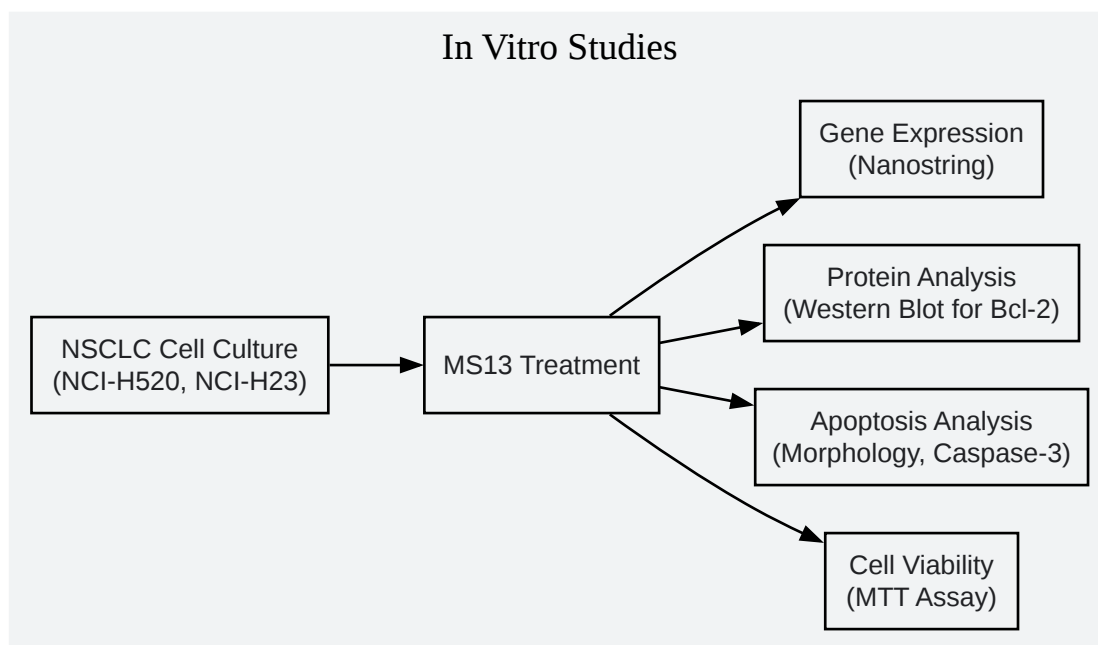 In Vitro Studies
NSCLC Cell Culture
(NCI-H520, NCI-H23)
MS13 Treatment
Gene Expression
(Nanostring)
Protein Analysis
(Western Blot for Bcl-2)
Apoptosis Analysis
(Morphology, Caspase-3)
Cell Viability
(MTT Assay)